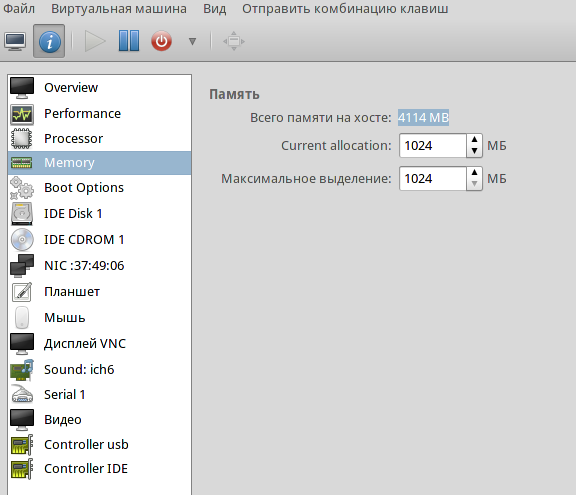 Файл Виртуальная машина Вид Отправить комбинацию клавиш
Overview
Performance
Processor
Memory
Boot Options
IDE Disk 1
IDE CDROM 1
NIC :37:49:06
Планшет
Мышь
Дисплей VNC
Sound: ich6
Serial 1
Видео
Controller usb
Controller IDE
Память
Всего памяти на хосте: 4114 MB
Current allocation: 1024 МБ
Максимальное выделение: 1024 МБ